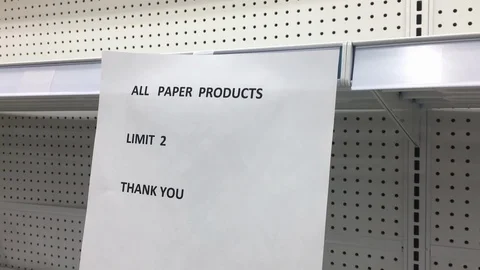 ALL PAPER PRODUCTS
LIMIT 2
THANK YOU